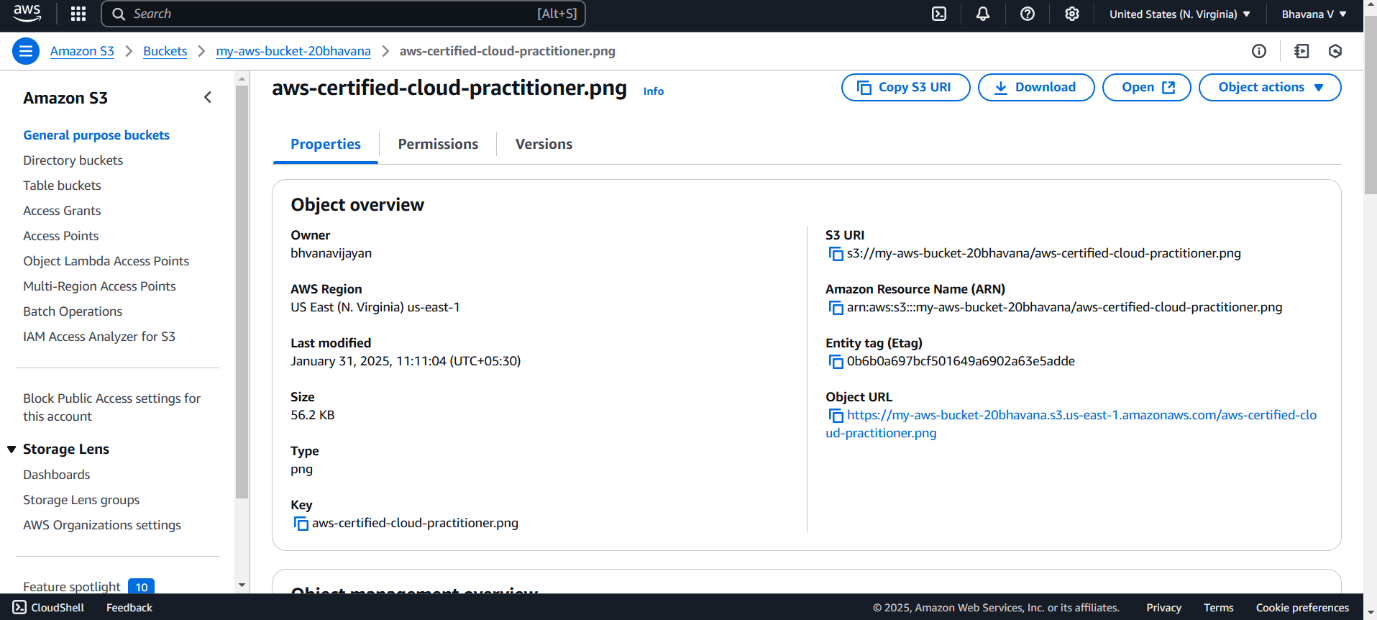 aws
Search
[Alt+S]
United States (N. Virginia)
Bhavana V
Amazon S3
Buckets
my-aws-bucket-20bhavana
aws-certified-cloud-practitioner.png
Amazon S3
General purpose buckets
Directory buckets
Table buckets
Access Grants
Access Points
Object Lambda Access Points
Multi-Region Access Points
Batch Operations
IAM Access Analyzer for S3
Block Public Access settings for
this account
Storage Lens
Dashboards
Storage Lens groups
AWS Organizations settings
Feature spotlight 10
aws-certified-cloud-practitioner.png Info
Copy S3 URI
Download
Open
Object actions
Properties
Permissions
Versions
Object overview
Owner
bhvanavijayan
AWS Region
US East (N. Virginia) us-east-1
Last modified
January 31, 2025, 11:11:04 (UTC+05:30)
Size
56.2 KB
Type
png
Key
aws-certified-cloud-practitioner.png
S3 URI
s3://my-aws-bucket-20bhavana/aws-certified-cloud-practitioner.png
Amazon Resource Name (ARN)
arn:aws:s3:::my-aws-bucket-20bhavana/aws-certified-cloud-practitioner.png
Entity tag (Etag)
0b6b0a697bcf501649a6902a63e5adde
Object URL
https://my-aws-bucket-20bhavana.s3.us-east-1.amazonaws.com/aws-certified-clo
ud-practitioner.png
Object management overview
CloudShell
Feedback
© 2025, Amazon Web Services, Inc. or its affiliates.
Privacy
Terms
Cookie preferences